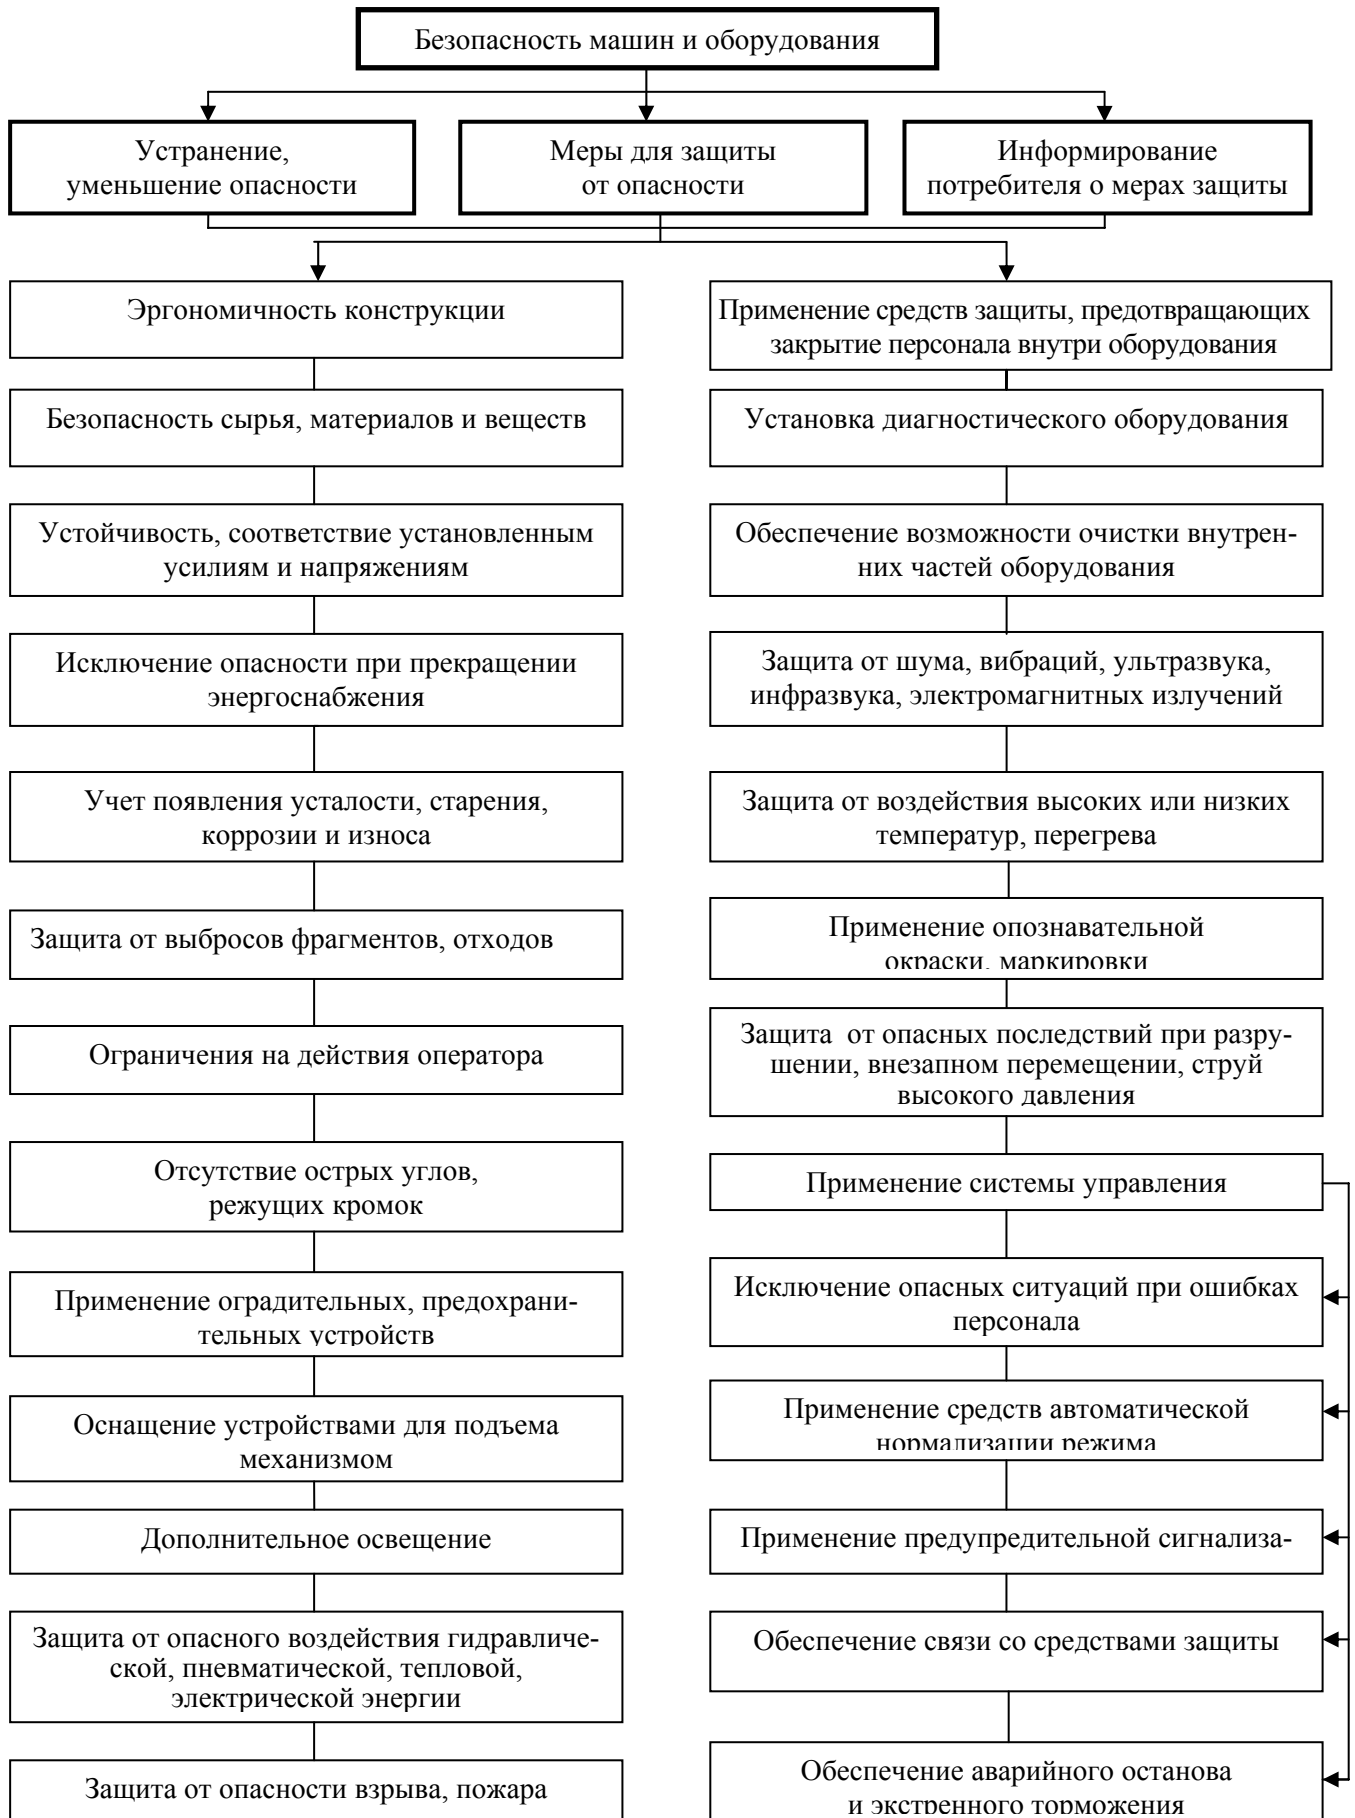 Безопасность машин и оборудования
Устранение,
уменьшение опасности
Меры для защиты
от опасности
Информирование
потребителя о мерах защиты
Эргономичность конструкции
Безопасность сырья, материалов и веществ
Устойчивость, соответствие установленным
усилиям и напряжениям
Исключение опасности при прекращении
энергоснабжения
Учет появления усталости, старения,
коррозии и износа
Защита от выбросов фрагментов, отходов
Ограничения на действия оператора
Отсутствие острых углов,
режущих кромок
Применение оградительных, предохрани-
тельных устройств
Оснащение устройствами для подъема
механизмом
Дополнительное освещение
Защита от опасного воздействия гидравличе-
ской, пневматической, тепловой,
электрической энергии
Защита от опасности взрыва, пожара
Применение средств защиты, предотвращающих
закрытие персонала внутри оборудования
Установка диагностического оборудования
Обеспечение возможности очистки внутрен-
них частей оборудования
Защита от шума, вибраций, ультразвука,
инфразвука, электромагнитных излучений
Защита от воздействия высоких или низких
температур, перегрева
Применение опознавательной
окраски, маркировки
Защита от опасных последствий при разру-
шении, внезапном перемещении, струй
высокого давления
Применение системы управления
Исключение опасных ситуаций при ошибках
персонала
Применение средств автоматической
нормализации режима
Применение предупредительной сигнализа-
Обеспечение связи со средствами защиты
Обеспечение аварийного останова
и экстренного торможения